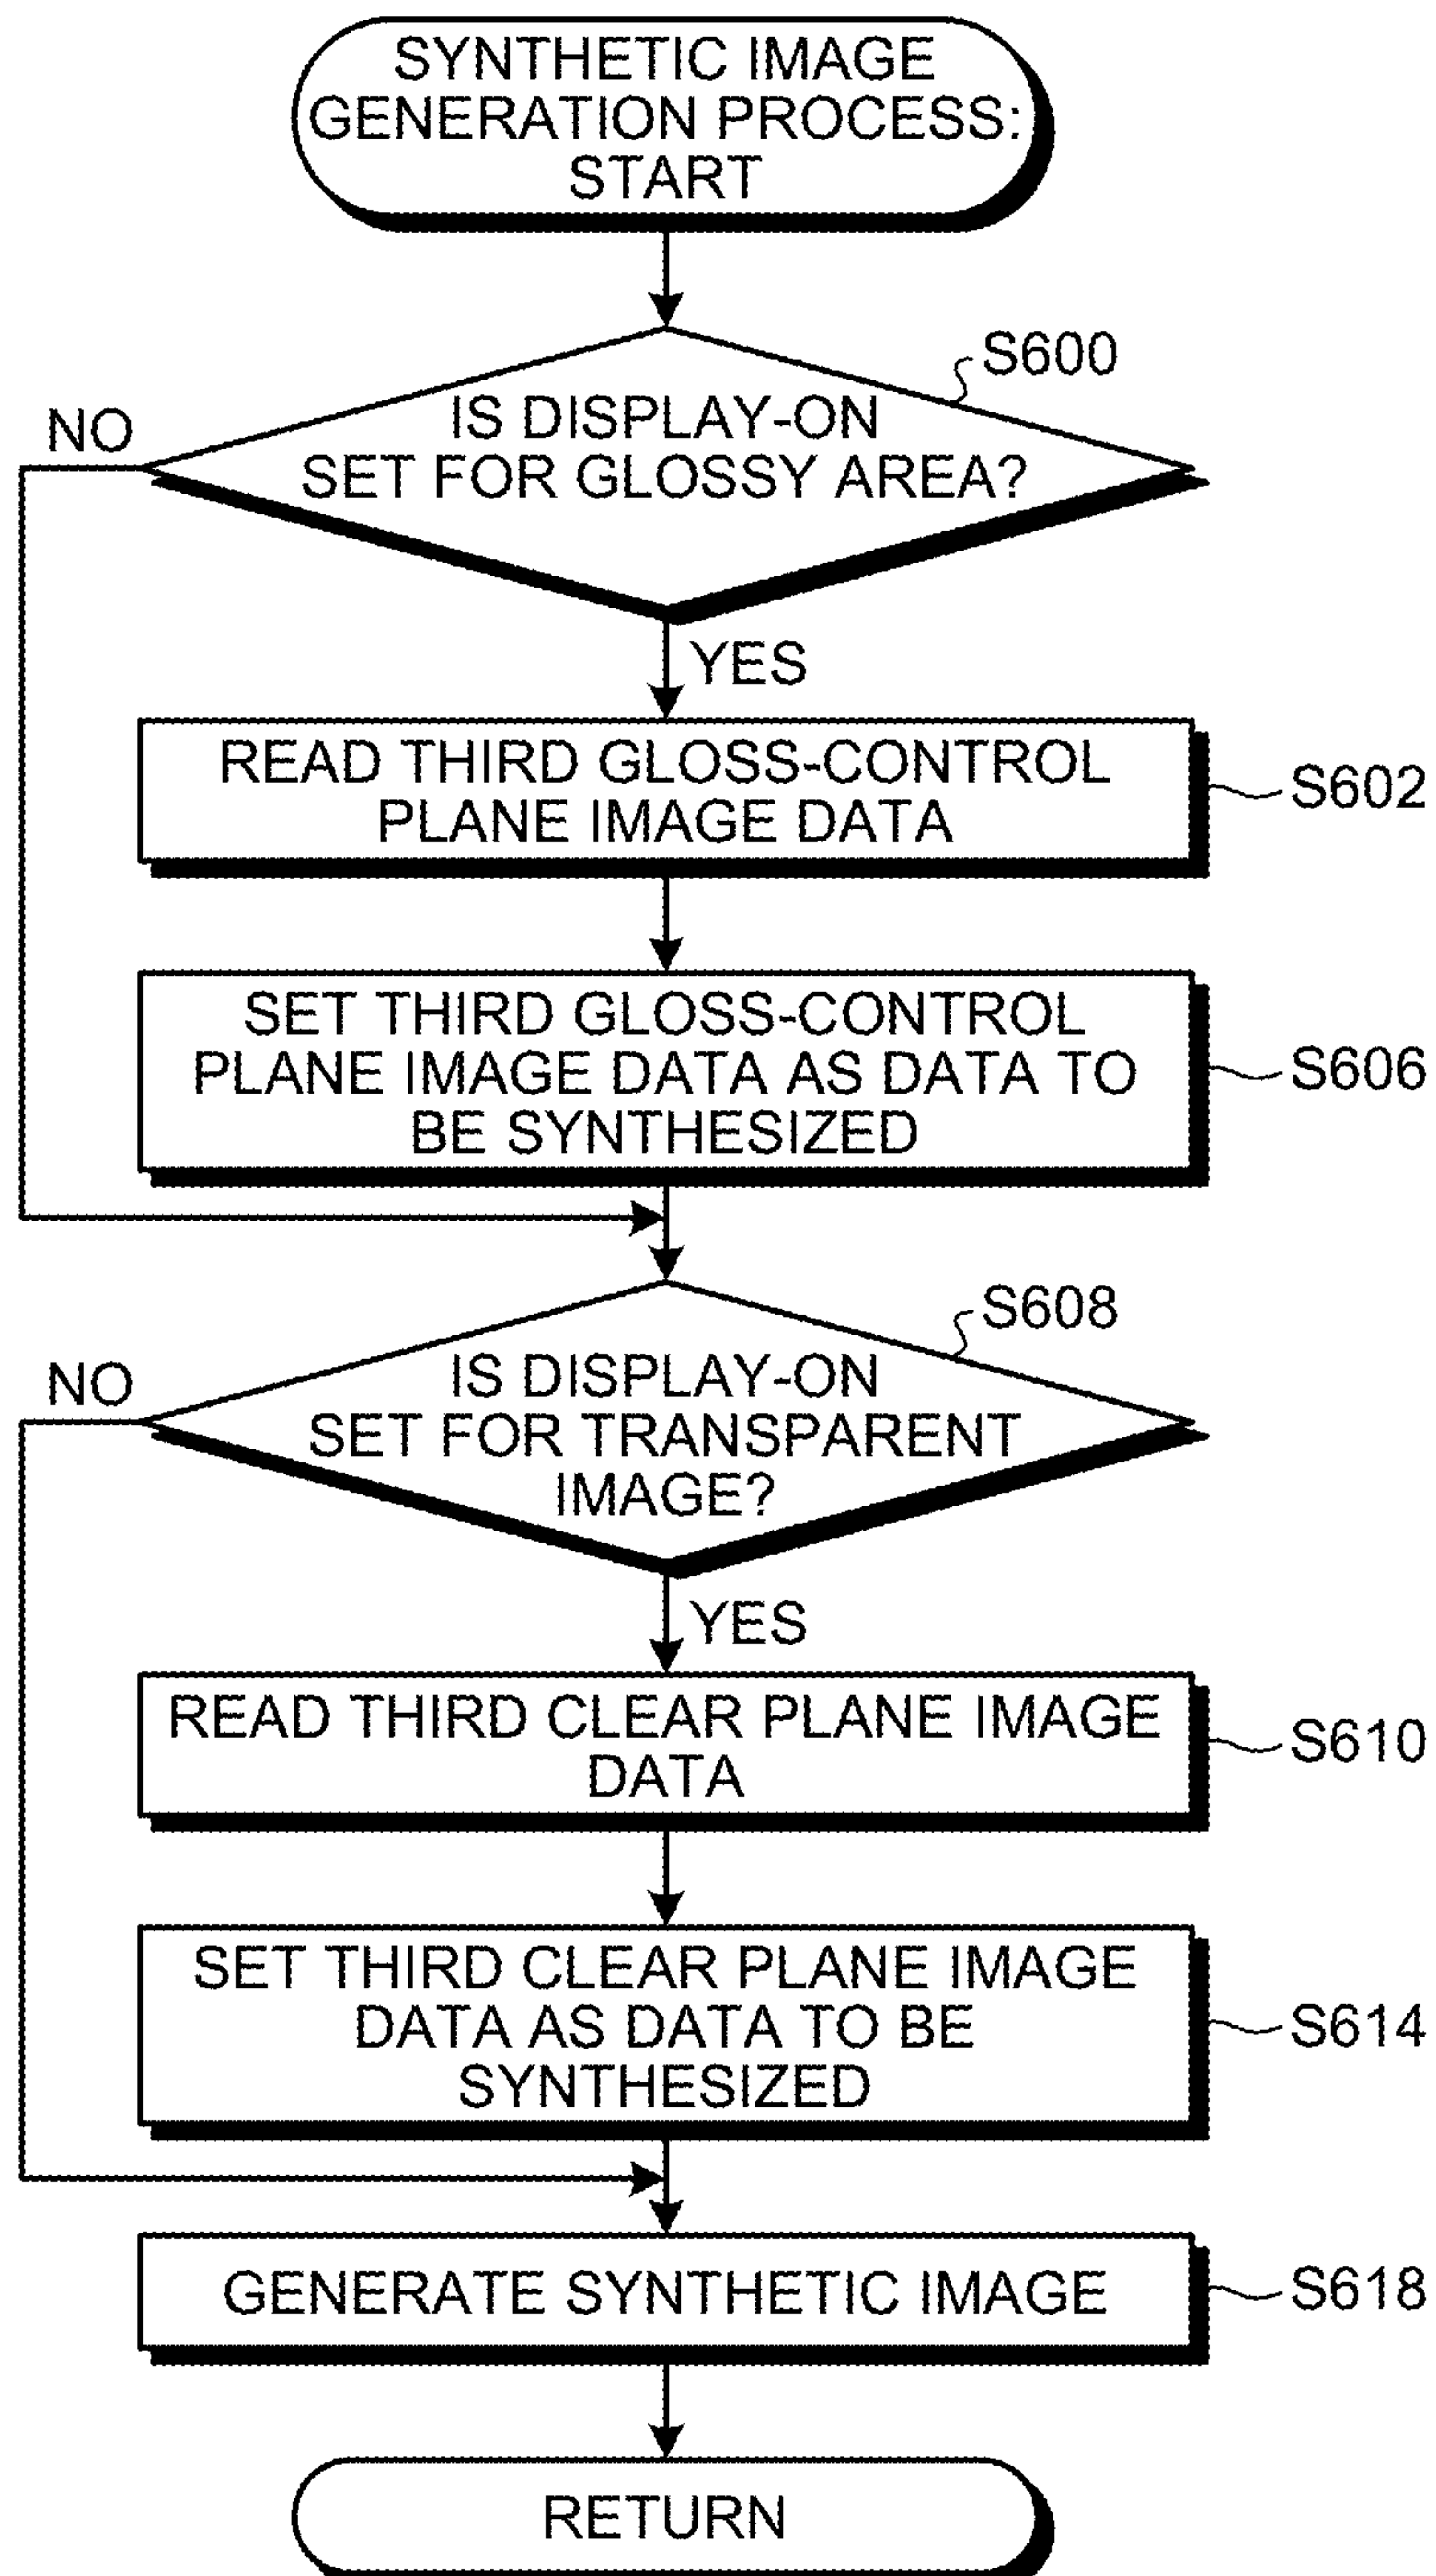 SYNTHETIC IMAGE
GENERATION PROCESS:
START
S600
IS DISPLAY-ON
SET FOR GLOSSY AREA?
NO
YES
READ THIRD GLOSS-CONTROL
PLANE IMAGE DATA
S602
SET THIRD GLOSS-CONTROL
PLANE IMAGE DATA AS DATA TO
BE SYNTHESIZED
S606
S608
IS DISPLAY-ON
SET FOR TRANSPARENT
IMAGE?
NO
YES
READ THIRD CLEAR PLANE IMAGE
DATA
S610
SET THIRD CLEAR PLANE IMAGE
DATA AS DATA TO BE
SYNTHESIZED
S614
GENERATE SYNTHETIC IMAGE
S618
RETURN